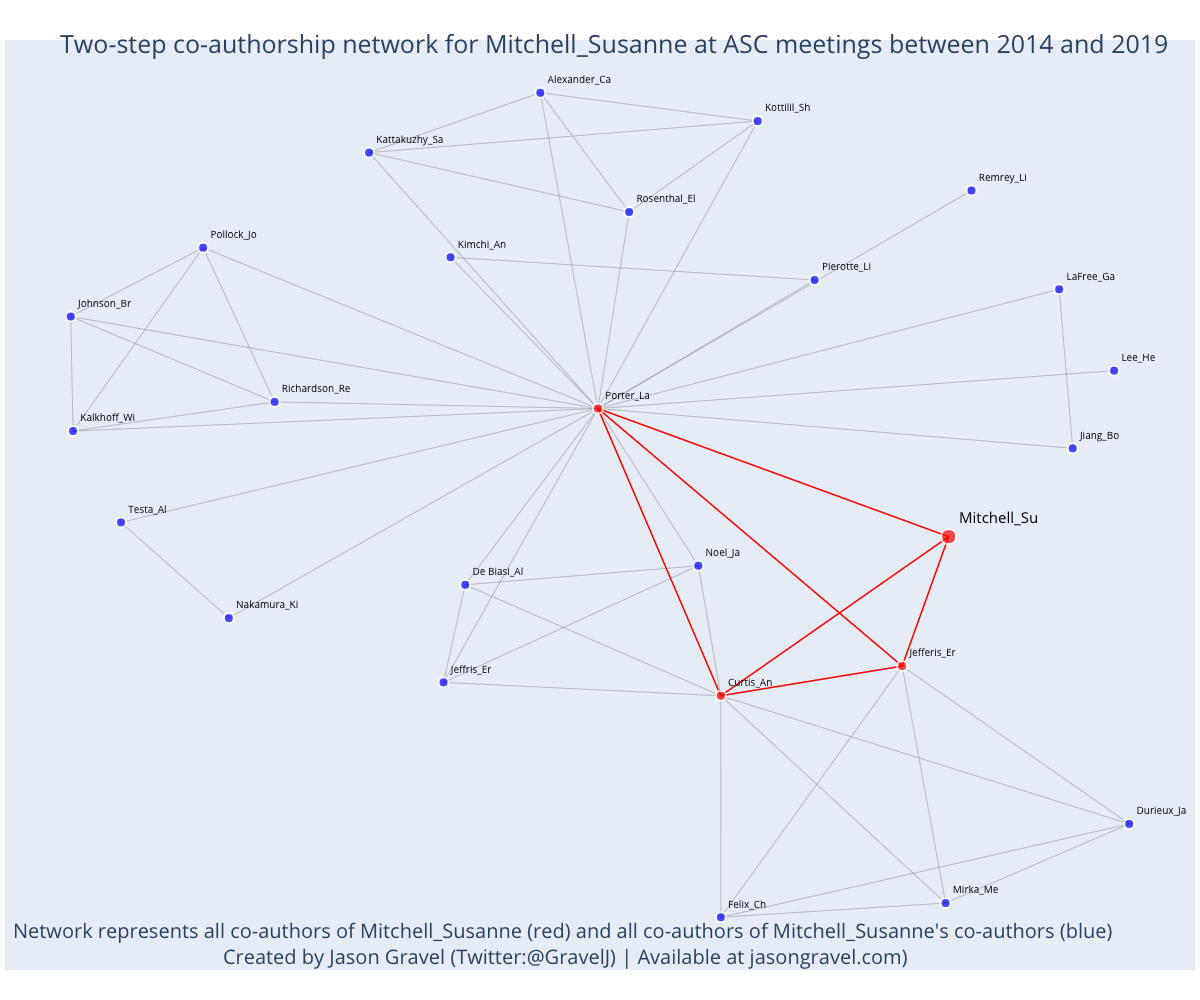 Two-step co-authorship network for Mitchell_Susanne at ASC meetings between 2014 and 2019
Alexander_Ca
Kottilil_Sh
Kattakuzhy_Sa
Remrey_Li
Rosenthal_El
Pollock_Jo
Kimchi_An
Pierotte_Li
LaFree_Ga
Johnson_Br
Lee_He
Richardson_Re
Porter_La
Kalkhoff_Wi
Jiang_Bo
Testa_Al
Mitchell_Su
Noel_Ja
De Biasi_Al
Nakamura_Ki
Jefferis_Er
Jeffris_Er
Curtis_An
Durieux_Ja
Mirka_Me
Felix_Ch
Network represents all co-authors of Mitchell_Susanne (red) and all co-authors of Mitchell_Susanne's co-authors (blue)
Created by Jason Gravel (Twitter:@GravelJ) | Available at jasongravel.com)